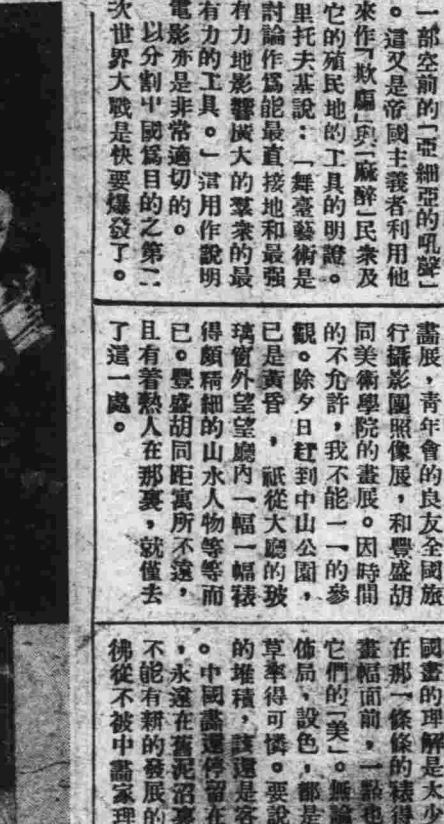 一部空前的「亞細亞的吼聲」
。這又是帝國主義者利用他
來作「欺騙」與「麻醉」民衆及
它的殖民地的工具的明證。
里托夫基說：「舞臺藝術是
討論作爲能最直接地和最强
有力地影響廣大的羣衆的最
有力的工具。」這用作說明
電影亦是非常適切的。
以分割中國爲目的之第二
次世界大戰是快要爆發了。
畵展，靑年會的良友全國旅
行攝影團照像展，和豐盛胡
同美術學院的畵展。因時間
的不允許，我不能一一的參
觀。除夕日赶到中山公園，
已是黃昏，祇從大廳的玻
璃窗外望望廳內一幅一幅裱
得頗精細的山水人物等等而
已。豐盛胡同距寓所不遠，
且有着熟人在那裏，就僅去
了這一處。
國畵的理解是太少
在那一條條的裱得
畵幅面前，一點也
它們的「美」。無論
佈局，設色，都是
草率得可憐。要說
的堆積，該還是客
。中國畵還停留在
，永遠在舊泥沼裏
不能有新的發展的
彿從不被中畵家理